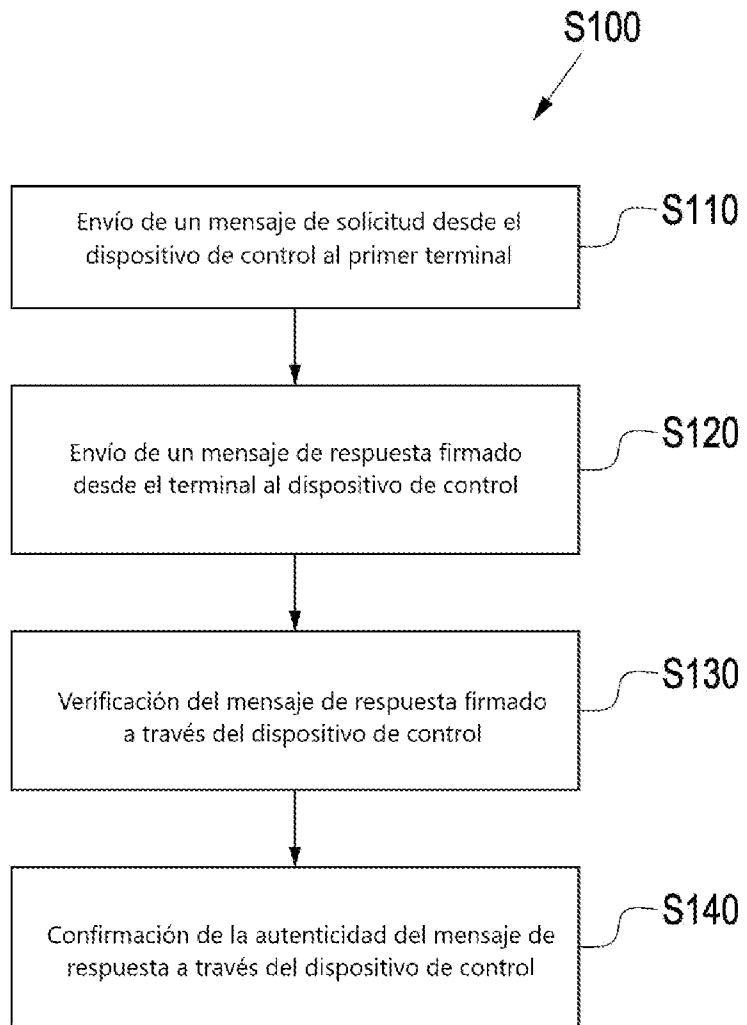 S100
Envío de un mensaje de solicitud desde el
dispositivo de control al primer terminal
S110
Envío de un mensaje de respuesta firmado
desde el terminal al dispositivo de control
S120
Verificación del mensaje de respuesta firmado
a través del dispositivo de control
S130
Confirmación de la autenticidad del mensaje de
respuesta a través del dispositivo de control
S140